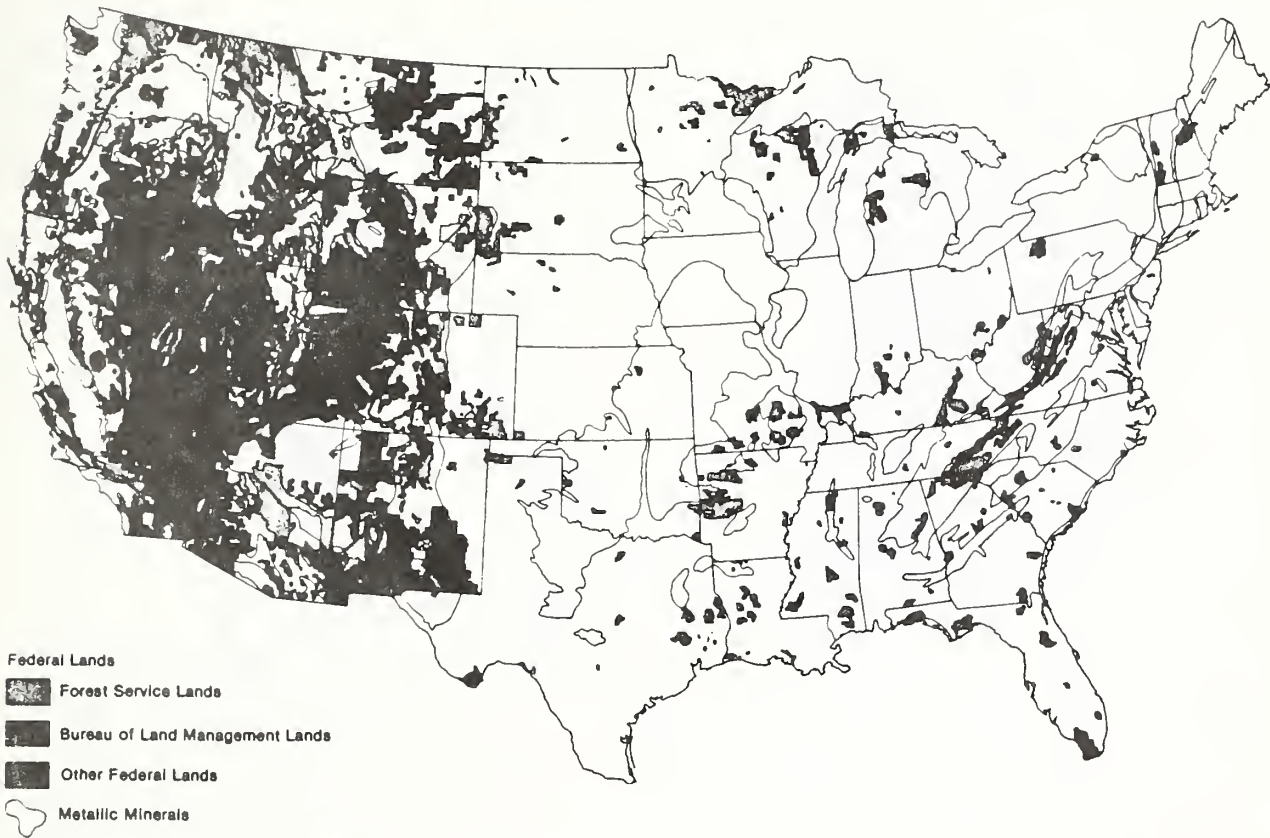 Federal Lands
Forest Service Lands
Bureau of Land Management Lands
Other Federal Lands
Metallic Minerals